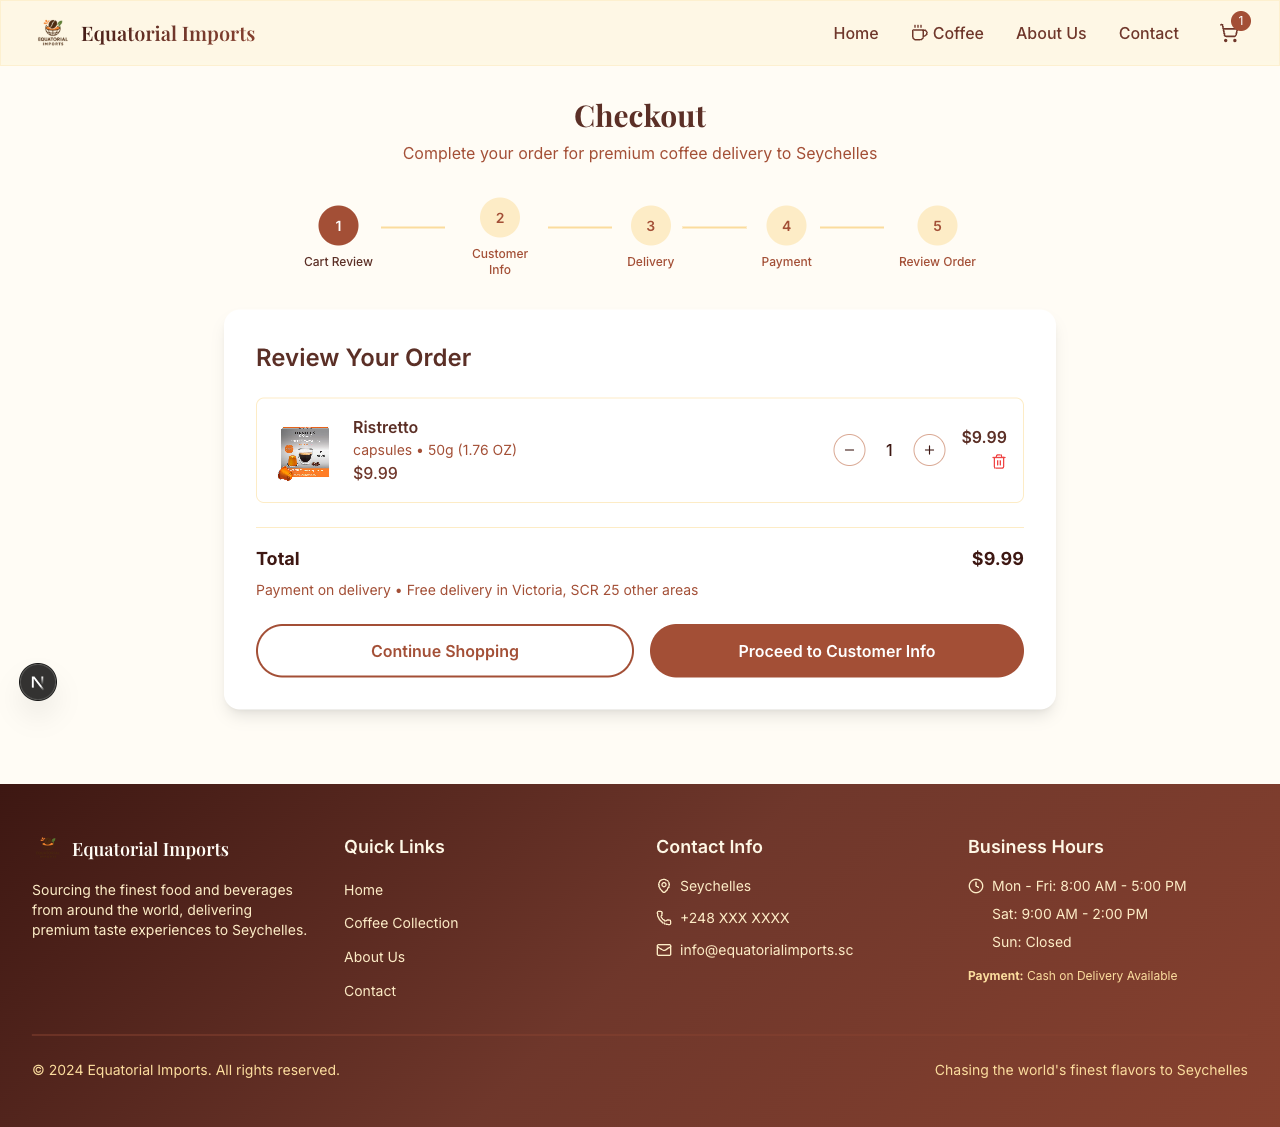 Equatorial Imports
Home
Coffee
About Us
Contact
1
Checkout
Complete your order for premium coffee delivery to Seychelles
1
Cart Review
2
Customer
Info
3
Delivery
4
Payment
5
Review Order
Review Your Order
Ristretto
capsules • 50g (1.76 OZ)
$9.99
1
$9.99
Total
$9.99
Payment on delivery • Free delivery in Victoria, SCR 25 other areas
Continue Shopping
Proceed to Customer Info
N
Equatorial Imports
Sourcing the finest food and beverages
from around the world, delivering
premium taste experiences to Seychelles.
Quick Links
Home
Coffee Collection
About Us
Contact
Contact Info
Seychelles
+248 XXX XXXX
info@equatorialimports.sc
Business Hours
Mon - Fri: 8:00 AM - 5:00 PM
Sat: 9:00 AM - 2:00 PM
Sun: Closed
Payment: Cash on Delivery Available
© 2024 Equatorial Imports. All rights reserved.
Chasing the world's finest flavors to Seychelles